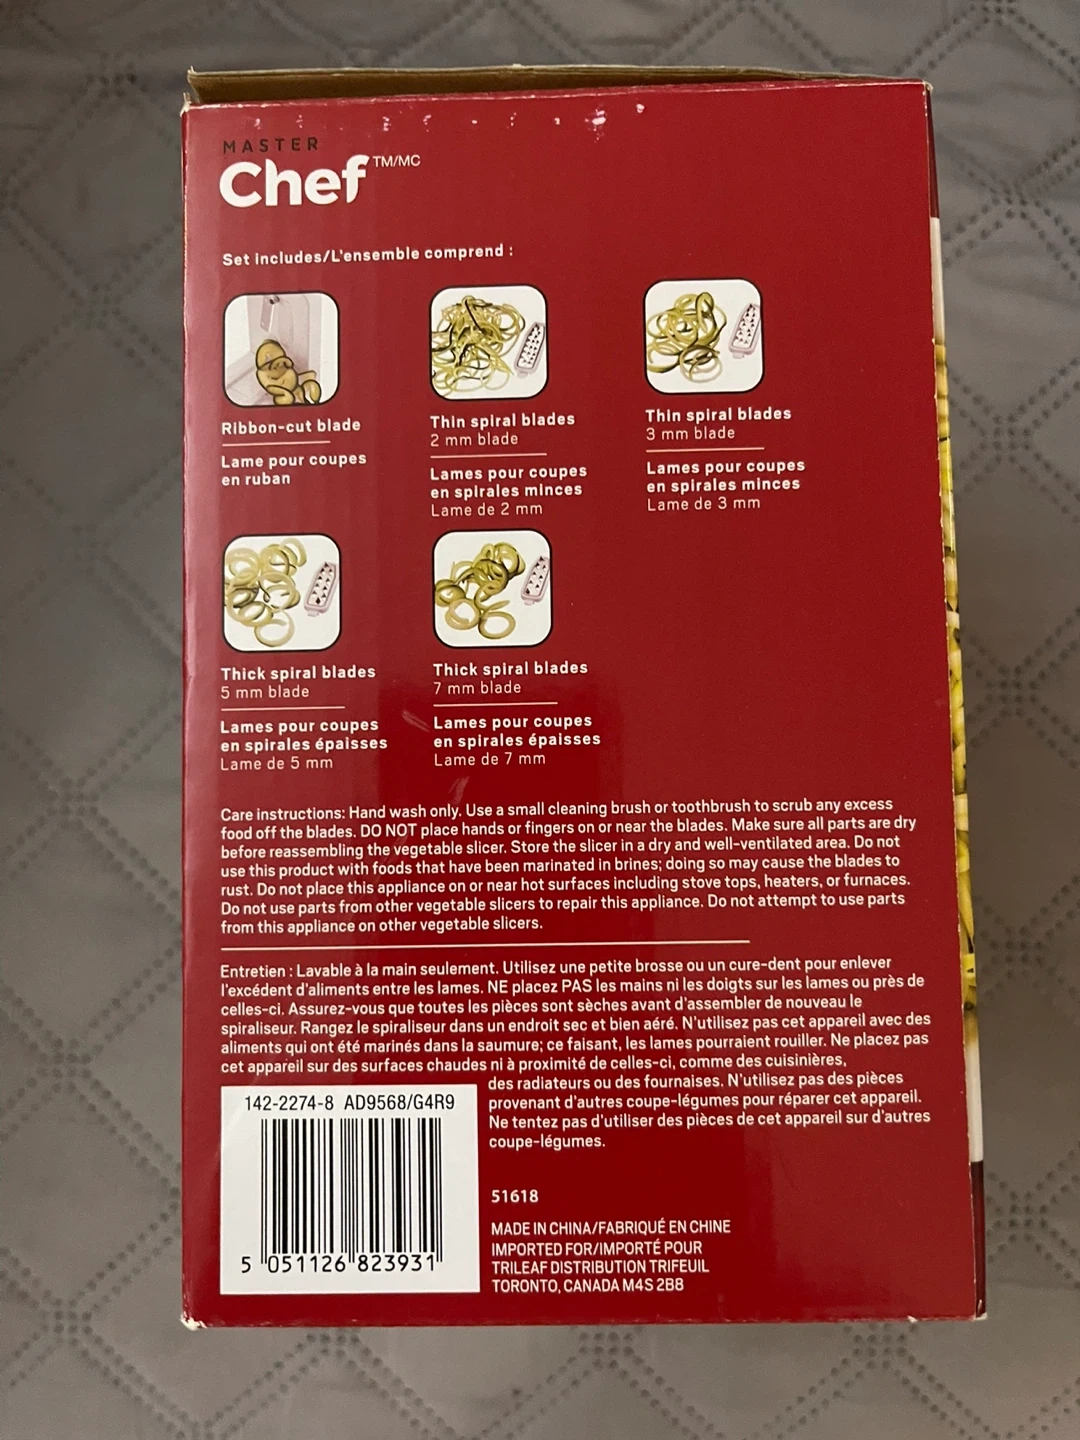 MASTER
Chef TM/MC
Set includes/L'ensemble comprend :
Ribbon-cut blade
Lame pour coupes
en ruban
Thin spiral blades
2 mm blade
Lames pour coupes
en spirales minces
Lame de 2 mm
Thin spiral blades
3 mm blade
Lames pour coupes
en spirales minces
Lame de 3 mm
Thick spiral blades
5 mm blade
Lames pour coupes
en spirales épaisses
Lame de 5 mm
Thick spiral blades
7 mm blade
Lames pour coupes
en spirales épaisses
Lame de 7 mm
Care instructions: Hand wash only. Use a small cleaning brush or toothbrush to scrub any excess
food off the blades. DO NOT place hands or fingers on or near the blades. Make sure all parts are dry
before reassembling the vegetable slicer. Store the slicer in a dry and well-ventilated area. Do not
use this product with foods that have been marinated in brines; doing so may cause the blades to
rust. Do not place this appliance on or near hot surfaces including stove tops, heaters, or furnaces.
Do not use parts from other vegetable slicers to repair this appliance. Do not attempt to use parts
from this appliance on other vegetable slicers.
Entretien : Lavable à la main seulement. Utilisez une petite brosse ou un cure-dent pour enlever
l'excédent d'aliments entre les lames. NE placez PAS les mains ni les doigts sur les lames ou près de
celles-ci. Assurez-vous que toutes les pièces sont sèches avant d'assembler de nouveau le
spiraliseur. Rangez le spiraliseur dans un endroit sec et bien aéré. N'utilisez pas cet appareil avec des
aliments qui ont été marinés dans la saumure; ce faisant, les lames pourraient rouiller. Ne placez pas
cet appareil sur des surfaces chaudes ni à proximité de celles-ci, comme des cuisinières,
des radiateurs ou des fournaises. N'utilisez pas des pièces
provenant d'autres coupe-légumes pour réparer cet appareil.
Ne tentez pas d'utiliser des pièces de cet appareil sur d'autres
coupe-légumes.
142-2274-8 AD9568/G4R9
5 051126 823931
51618
MADE IN CHINA/FABRIQUÉ EN CHINE
IMPORTED FOR/IMPORTÉ POUR
TRILEAF DISTRIBUTION TRIFEUIL
TORONTO, CANADA M4S 2B8